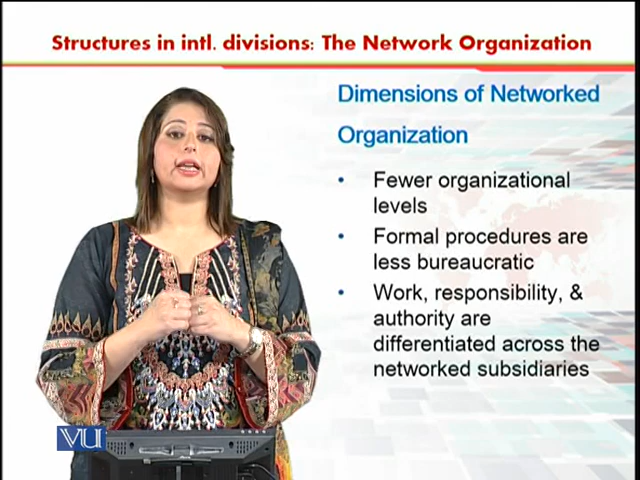 Structures in intl. divisions: The Network Organization
Dimensions of Networked
Organization
• Fewer organizational
levels
• Formal procedures are
less bureaucratic
• Work, responsibility, &
authority are
differentiated across the
networked subsidiaries
VU